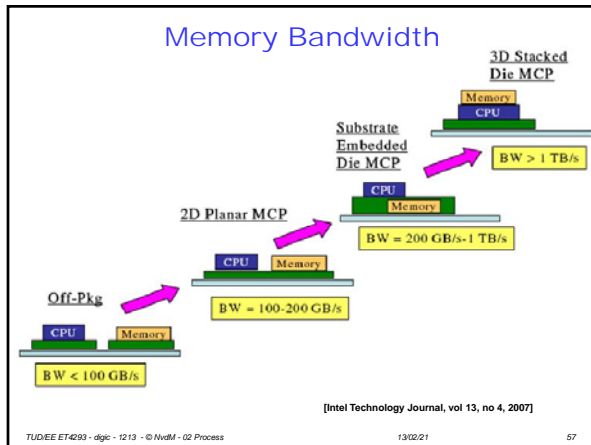 Memory Bandwidth
3D Stacked
Die MCP
Memory
CPU
BW > 1 TB/s
Substrate
Embedded
Die MCP
CPU
Memory
BW = 200 GB/s-1 TB/s
2D Planar MCP
CPU
Memory
BW = 100-200 GB/s
Off-Pkg
CPU
Memory
BW < 100 GB/s
[Intel Technology Journal, vol 13, no 4, 2007]
TUD/EE ET4293 - digic - 1213 - © NvdM - 02 Process
13/02/21
57